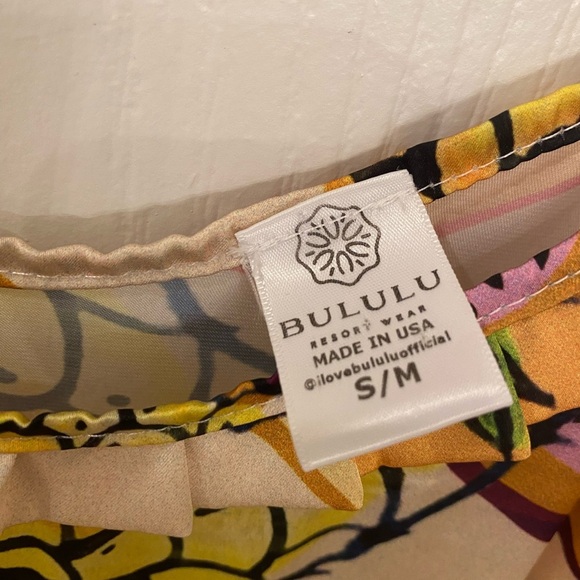 BULULU
RESORT WEAR
MADE IN USA
@ilovebululuofficial
S/M